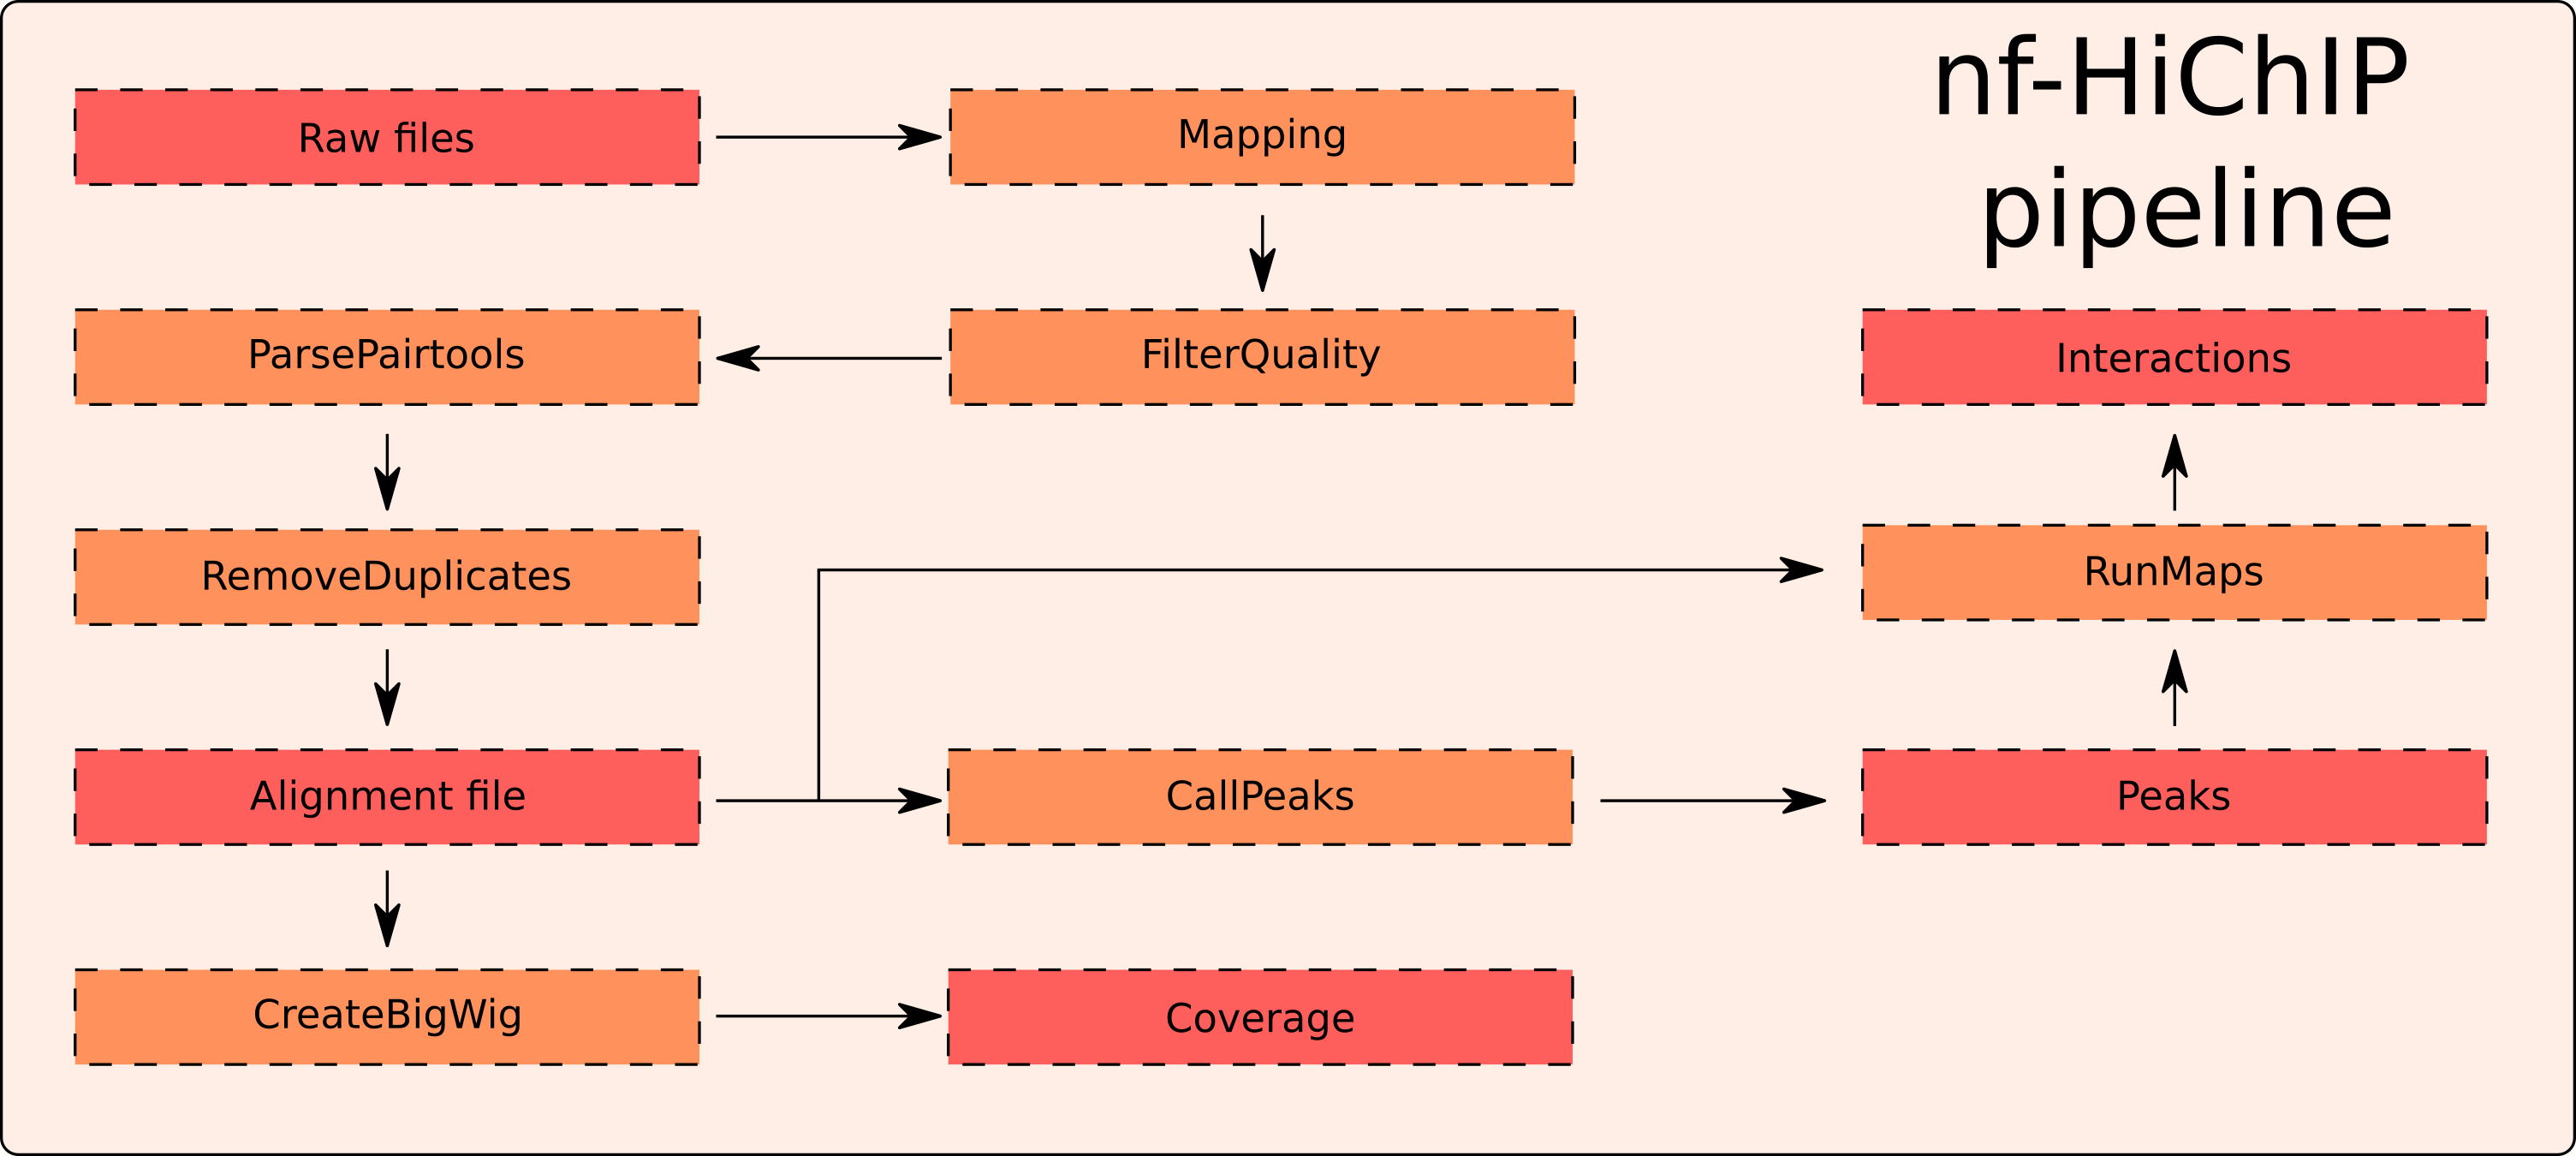 nf-HiChIP
pipeline
Raw files
Mapping
ParsePairtools
FilterQuality
Interactions
RemoveDuplicates
RunMaps
Alignment file
CallPeaks
Peaks
CreateBigWig
Coverage